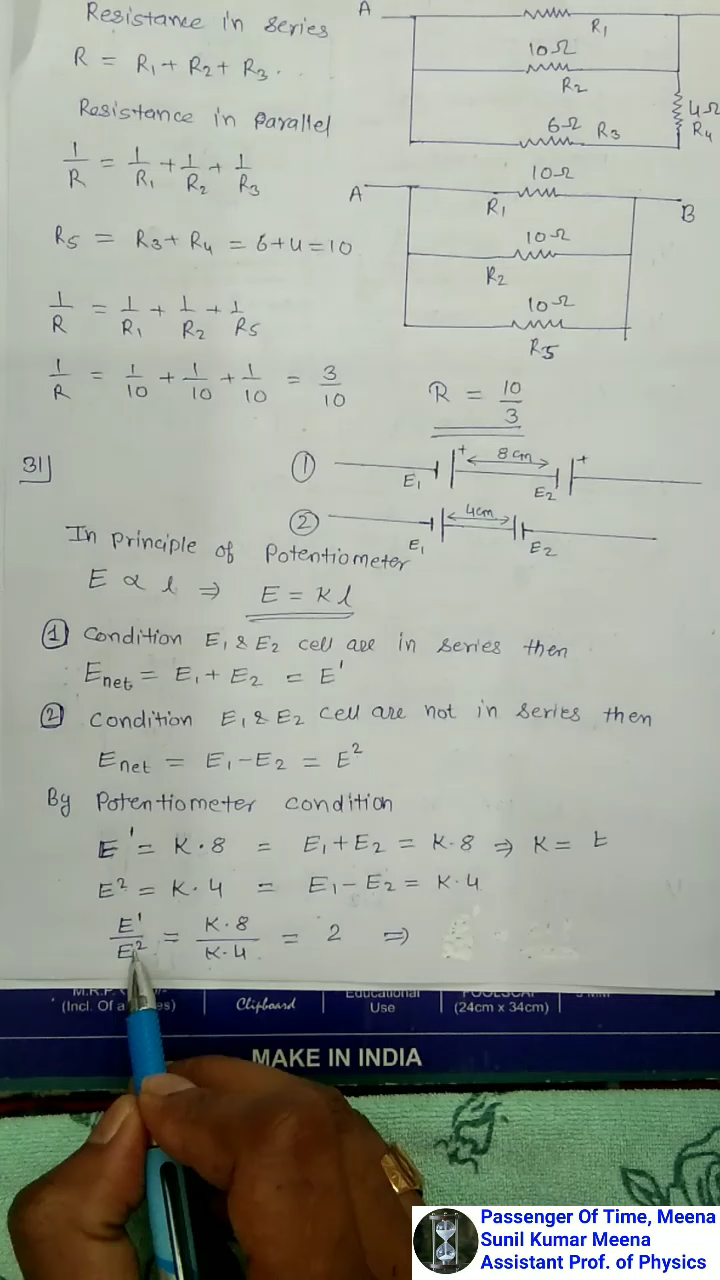 Resistance in series
R = R₁ + R₂ + R₃.
Resistance in Parallel
1/R = 1/R₁ + 1/R₂ + 1/R₃
R₅ = R₃ + R₄ = 6+4 = 10
1/R = 1/R₁ + 1/R₂ + 1/R₅
1/R = 1/10 + 1/10 + 1/10 = 3/10
R = 10/3
A
R₁
10Ω
R₂
6Ω R₃
4Ω
R₄
10Ω
A
R₁
B
10Ω
R₂
10Ω
R₅
31
① E₁ + 8cm E₂ +
② E₁ 4cm E₂
In principle of Potentiometer
E ∝ l ⇒ E = Kl
① Condition E₁ & E₂ cell are in series then
Enet = E₁ + E₂ = E'
② Condition E₁ & E₂ cell are not in series then
Enet = E₁ - E₂ = E²
By Potentiometer condition
E' = K·8 = E₁ + E₂ = K·8 ⇒ K = E
E² = K·4 = E₁ - E₂ = K·4
E'/E² = K·8/K·4 = 2 ⇒
(Incl. Of a
es)
Clipboard
Educational
Use
(24cm x 34cm)
MAKE IN INDIA
Passenger Of Time, Meena
Sunil Kumar Meena
Assistant Prof. of Physics